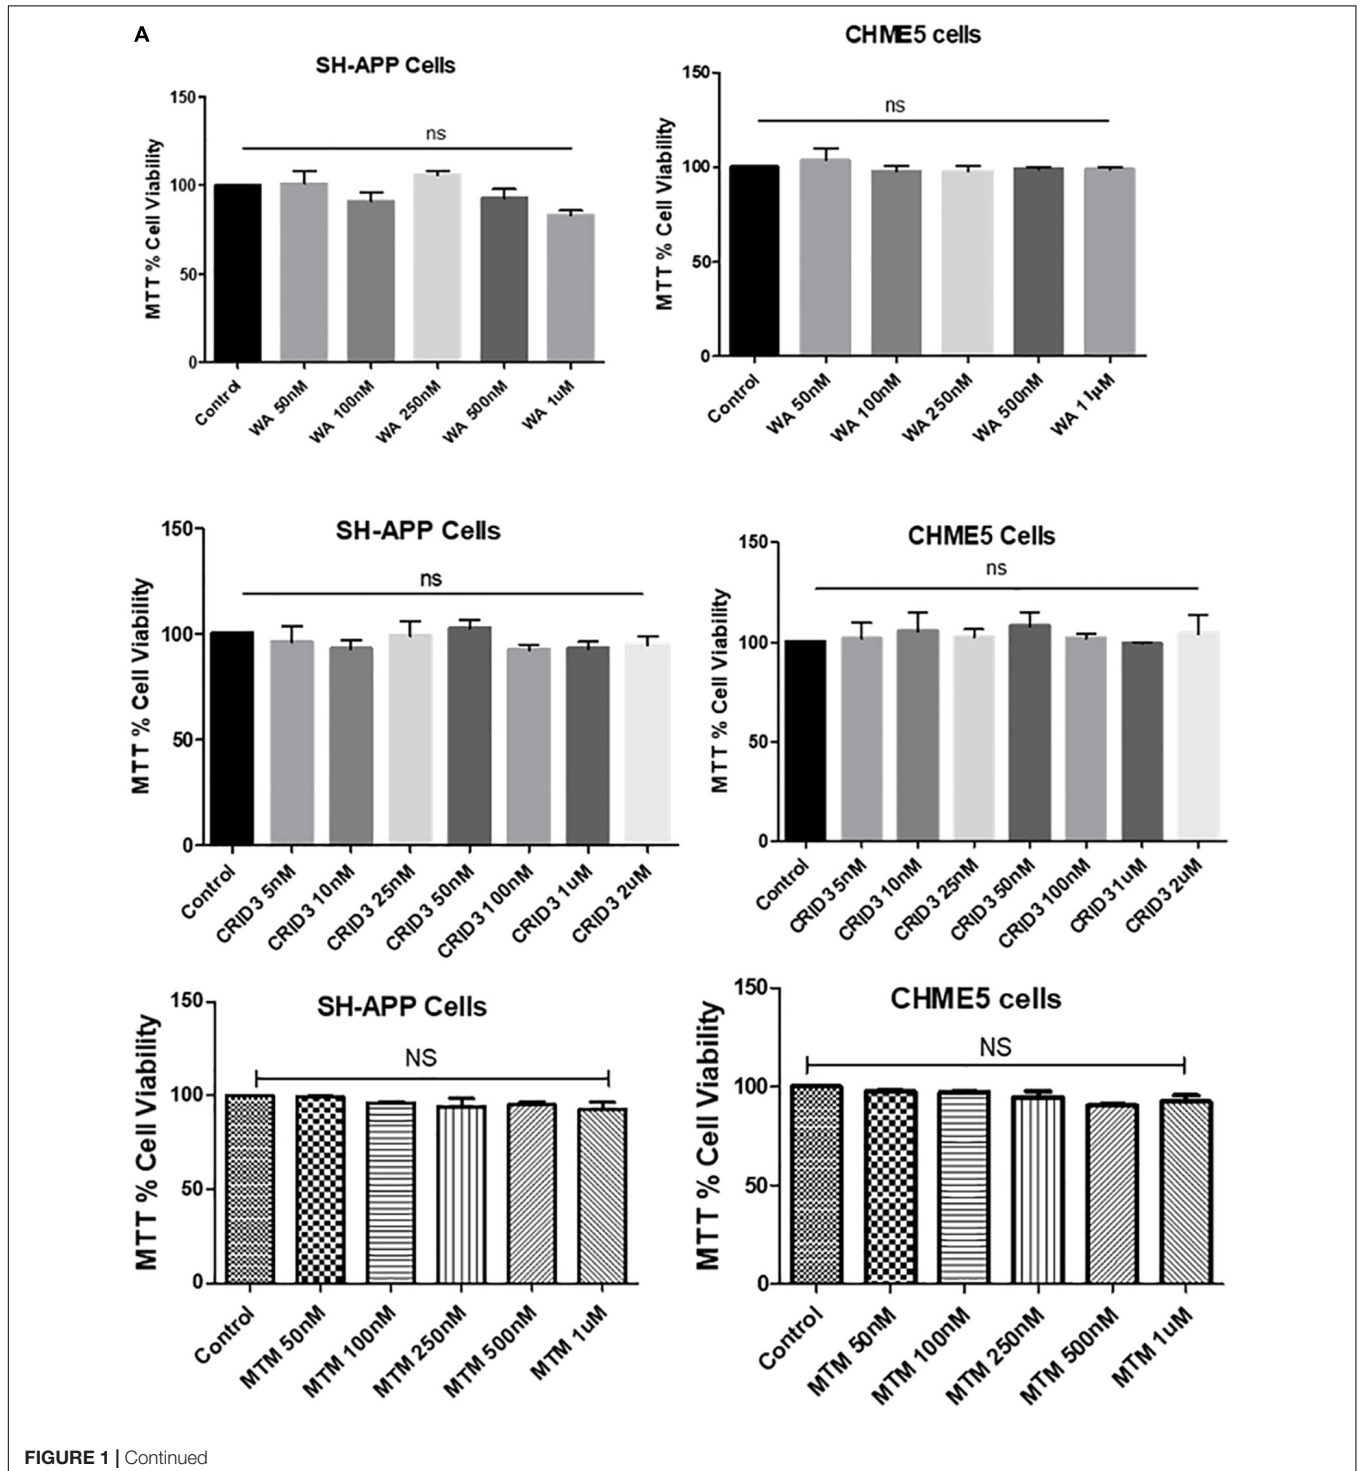 A
SH-APP Cells
MTT % Cell Viability
150
100
50
0
ns
Control
WA 50nM
WA 100nM
WA 250nM
WA 500nM
WA 1uM
CHME5 cells
MTT % Cell Viability
150
100
50
0
ns
Control
WA 50nM
WA 100nM
WA 250nM
WA 500nM
WA 11µM
SH-APP Cells
MTT % Cell Viability
150
100
50
0
ns
Control
CRID3 5nM
CRID3 10nM
CRID3 25nM
CRID3 50nM
CRID3 100nM
CRID3 1uM
CRID3 2uM
CHME5 Cells
MTT % Cell Viability
150
100
50
0
ns
Control
CRID3 5nM
CRID3 10nM
CRID3 25nM
CRID3 50nM
CRID3 100nM
CRID3 1uM
CRID3 2uM
SH-APP Cells
MTT % Cell Viability
150
100
50
0
NS
Control
MTM 50nM
MTM 100nM
MTM 250nM
MTM 500nM
MTM 1uM
CHME5 cells
MTT % Cell Viability
150
100
50
0
NS
Control
MTM 50nM
MTM 100nM
MTM 250nM
MTM 500nM
MTM 1uM
FIGURE 1 | Continued